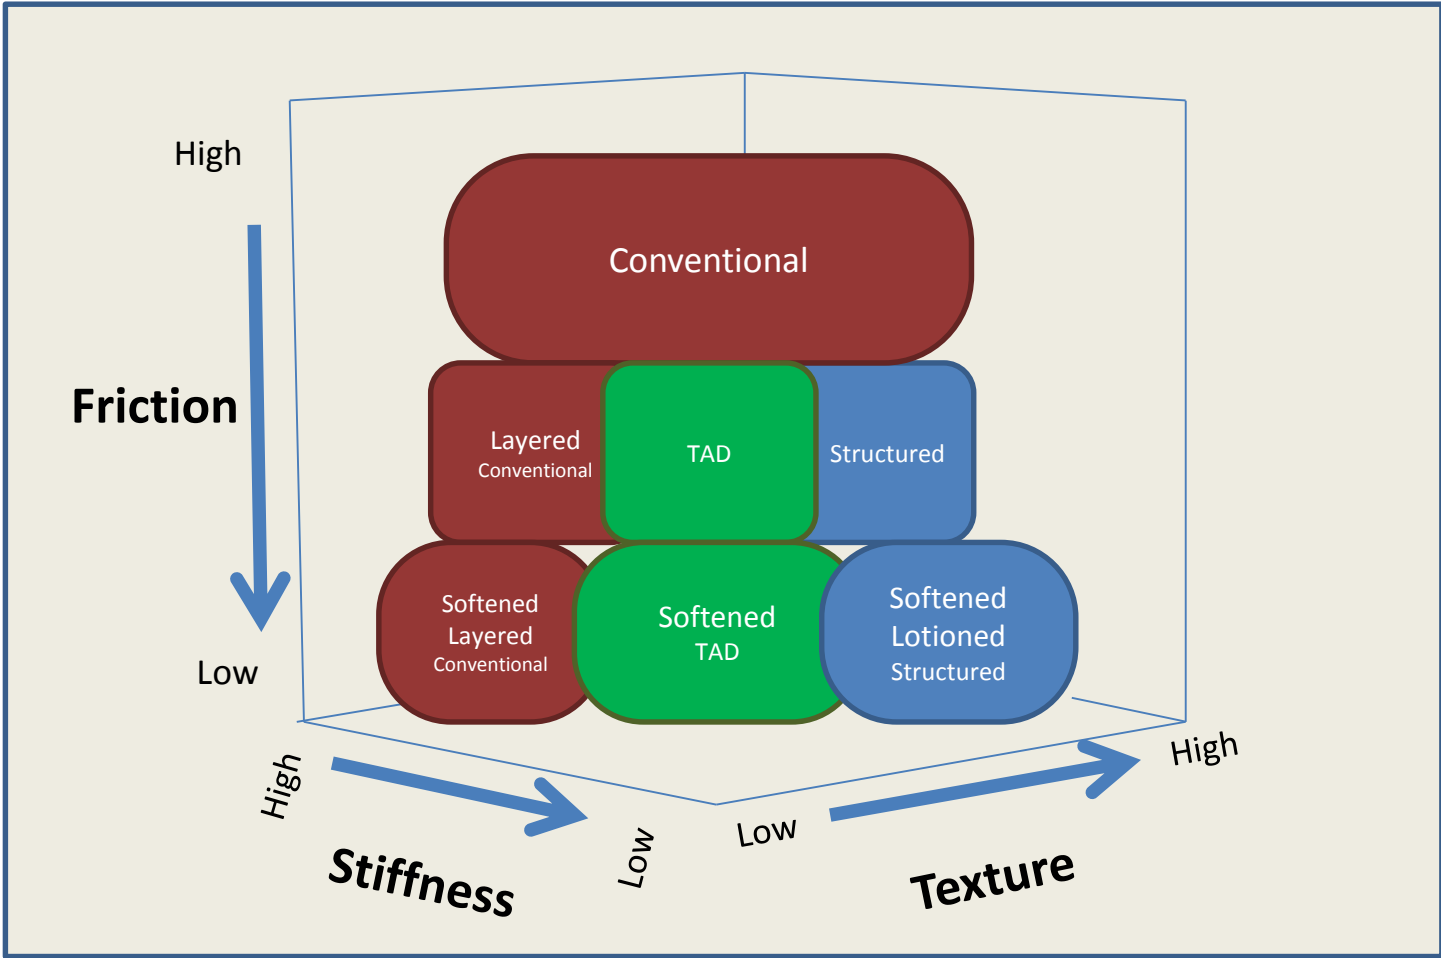 High
Conventional
Friction
Layered
Conventional
TAD
Structured
Softened
Layered
Conventional
Softened
TAD
Softened
Lotioned
Structured
Low
High
Low
Stiffness
Low
High
Texture